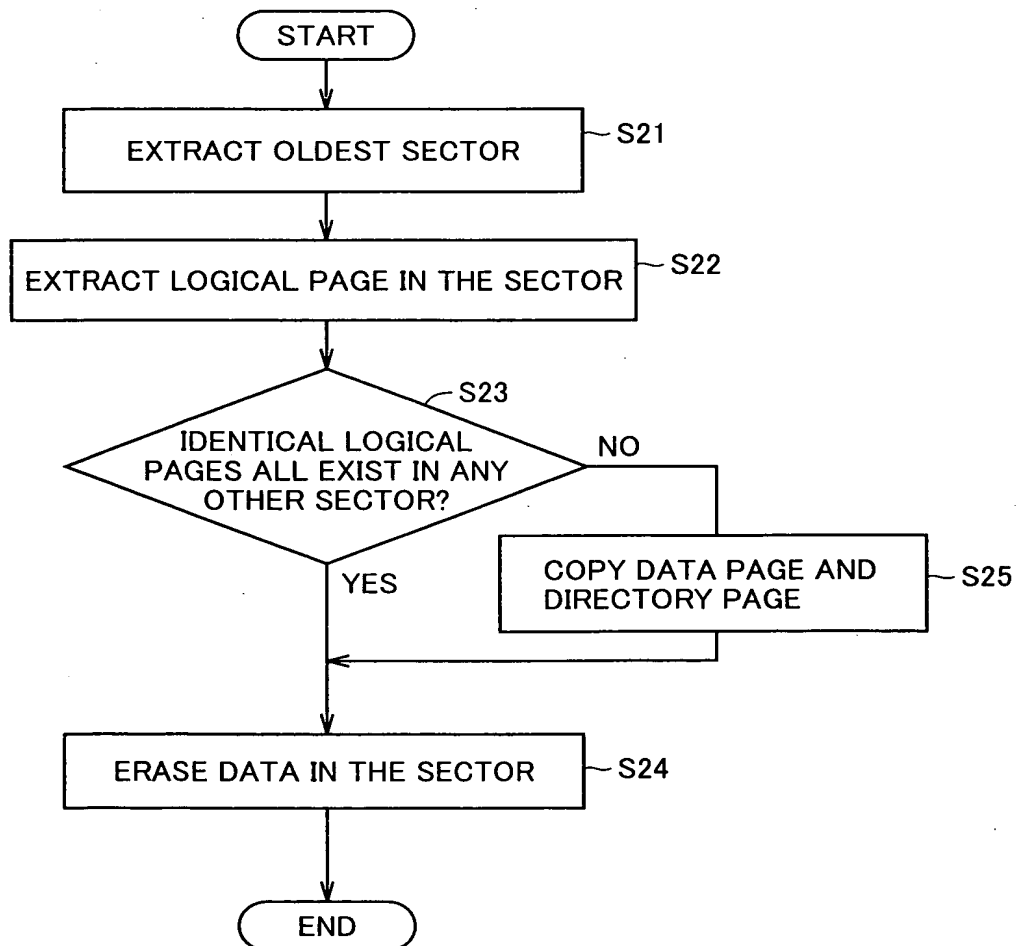 START
EXTRACT OLDEST SECTOR
S21
EXTRACT LOGICAL PAGE IN THE SECTOR
S22
S23
IDENTICAL LOGICAL
PAGES ALL EXIST IN ANY
OTHER SECTOR?
NO
YES
COPY DATA PAGE AND
DIRECTORY PAGE
S25
ERASE DATA IN THE SECTOR
S24
END